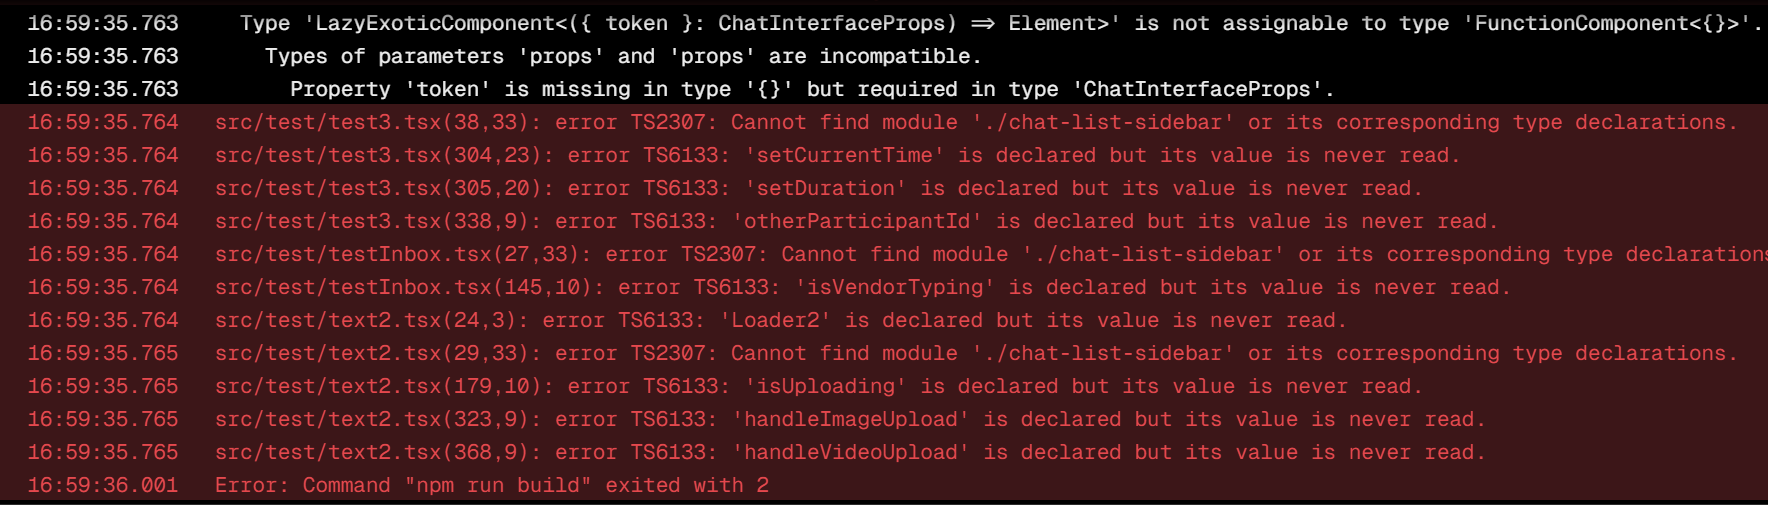 16:59:35.763 Type 'LazyExoticComponent<({ token }: ChatInterfaceProps) => Element>' is not assignable to type 'FunctionComponent<{}>'.
16:59:35.763 Types of parameters 'props' and 'props' are incompatible.
16:59:35.763 Property 'token' is missing in type '{}' but required in type 'ChatInterfaceProps'.
16:59:35.764 src/test/test3.tsx(38,33): error TS2307: Cannot find module './chat-list-sidebar' or its corresponding type declarations.
16:59:35.764 src/test/test3.tsx(304,23): error TS6133: 'setCurrentTime' is declared but its value is never read.
16:59:35.764 src/test/test3.tsx(305,20): error TS6133: 'setDuration' is declared but its value is never read.
16:59:35.764 src/test/test3.tsx(338,9): error TS6133: 'otherParticipantId' is declared but its value is never read.
16:59:35.764 src/test/testInbox.tsx(27,33): error TS2307: Cannot find module './chat-list-sidebar' or its corresponding type declarations
16:59:35.764 src/test/testInbox.tsx(145,10): error TS6133: 'isVendorTyping' is declared but its value is never read.
16:59:35.764 src/test/text2.tsx(24,3): error TS6133: 'Loader2' is declared but its value is never read.
16:59:35.765 src/test/text2.tsx(29,33): error TS2307: Cannot find module './chat-list-sidebar' or its corresponding type declarations.
16:59:35.765 src/test/text2.tsx(179,10): error TS6133: 'isUploading' is declared but its value is never read.
16:59:35.765 src/test/text2.tsx(323,9): error TS6133: 'handleImageUpload' is declared but its value is never read.
16:59:35.765 src/test/text2.tsx(368,9): error TS6133: 'handleVideoUpload' is declared but its value is never read.
16:59:36.001 Error: Command "npm run build" exited with 2